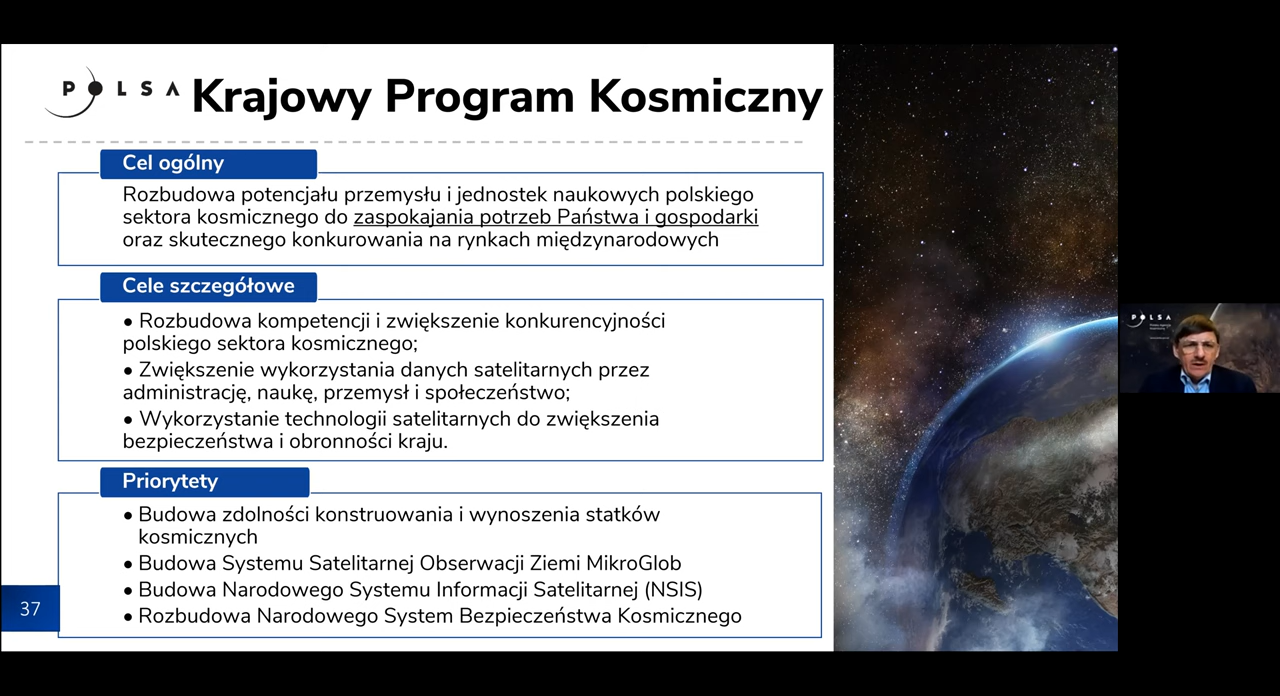 POLSA Krajowy Program Kosmiczny
Cel ogólny
Rozbudowa potencjału przemysłu i jednostek naukowych polskiego
sektora kosmicznego do zaspokajania potrzeb Państwa i gospodarki
oraz skutecznego konkurowania na rynkach międzynarodowych
Cele szczegółowe
• Rozbudowa kompetencji i zwiększenie konkurencyjności
polskiego sektora kosmicznego;
• Zwiększenie wykorzystania danych satelitarnych przez
administrację, naukę, przemysł i społeczeństwo;
• Wykorzystanie technologii satelitarnych do zwiększenia
bezpieczeństwa i obronności kraju.
Priorytety
• Budowa zdolności konstruowania i wynoszenia statków
kosmicznych
• Budowa Systemu Satelitarnej Obserwacji Ziemi MikroGlob
• Budowa Narodowego Systemu Informacji Satelitarnej (NSIS)
• Rozbudowa Narodowego System Bezpieczeństwa Kosmicznego
37
POLSA